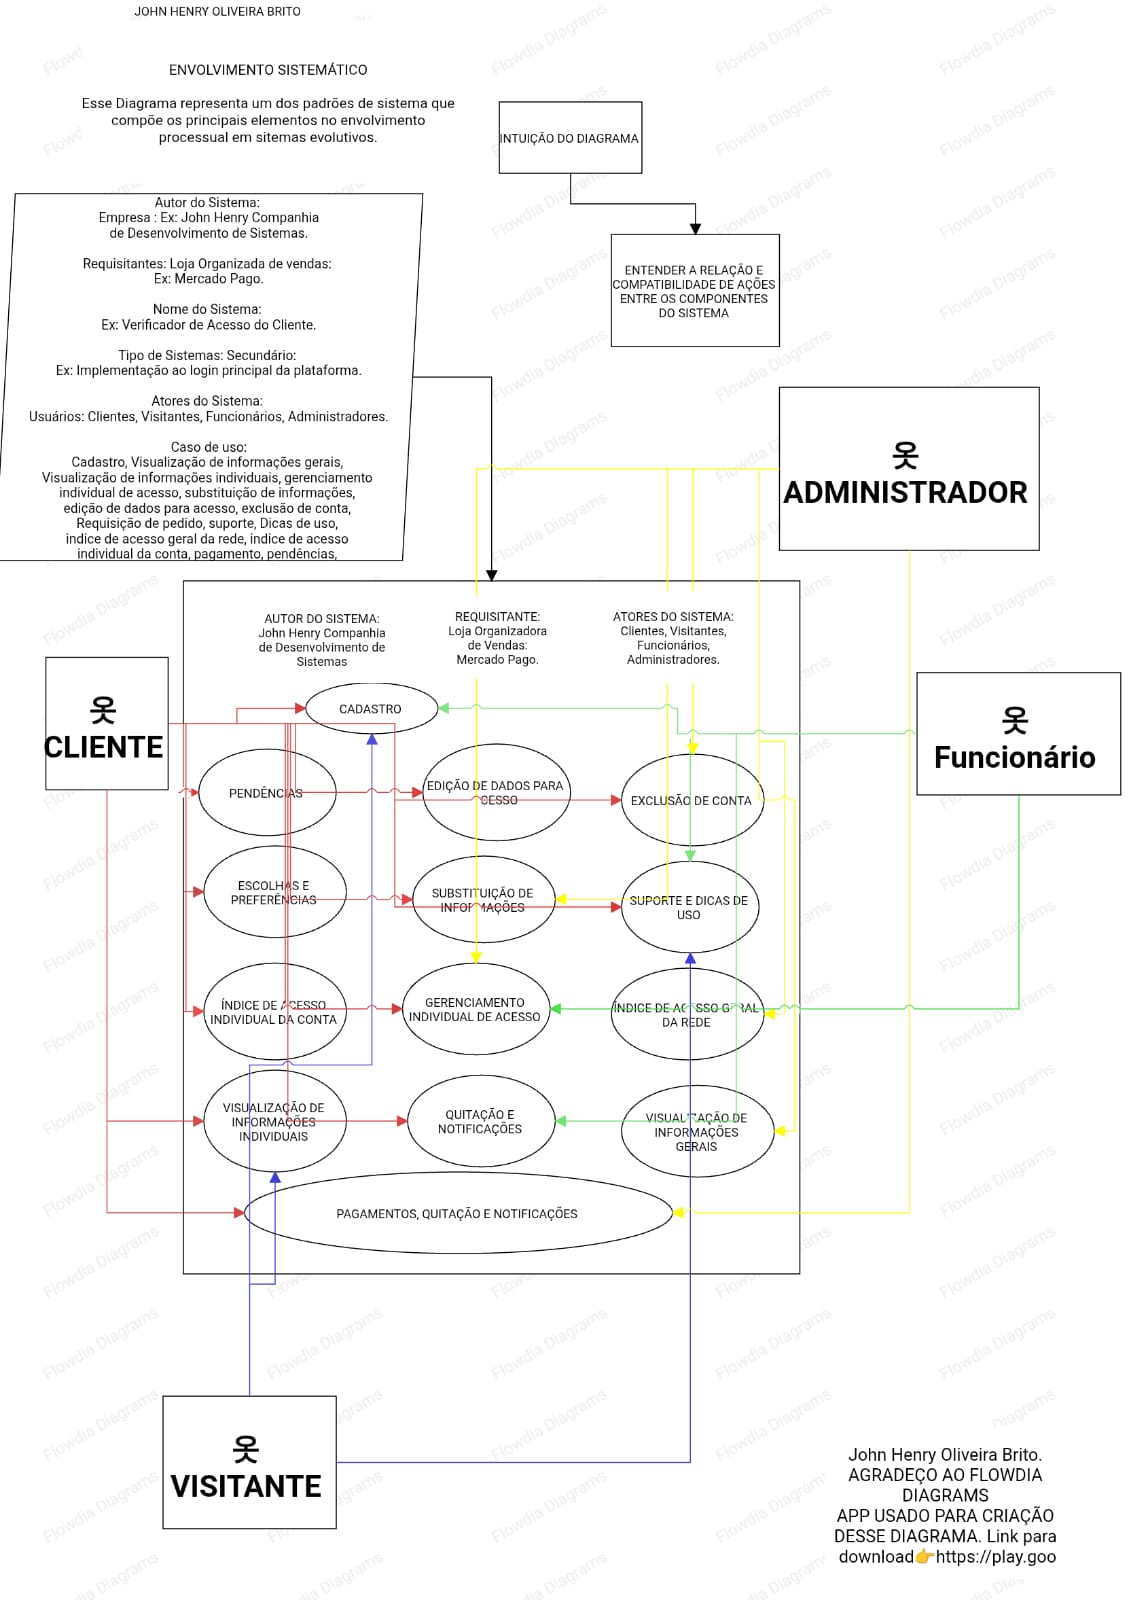 JOHN HENRY OLIVEIRA BRITO
ENVOLVIMENTO SISTEMÁTICO
Esse Diagrama representa um dos padrões de sistema que
compõe os principais elementos no envolvimento
processual em sitemas evolutivos.
INTUIÇÃO DO DIAGRAMA
ENTENDER A RELAÇÃO E
COMPATIBILIDADE DE AÇÕES
ENTRE OS COMPONENTES
DO SISTEMA
Autor do Sistema:
Empresa : Ex: John Henry Companhia
de Desenvolvimento de Sistemas.
Requisitantes: Loja Organizada de vendas:
Ex: Mercado Pago.
Nome do Sistema:
Ex: Verificador de Acesso do Cliente.
Tipo de Sistemas: Secundário:
Ex: Implementação ao login principal da plataforma.
Atores do Sistema:
Usuários: Clientes, Visitantes, Funcionários, Administradores.
Caso de uso:
Cadastro, Visualização de informações gerais,
Visualização de informações individuais, gerenciamento
individual de acesso, substituição de informações,
edição de dados para acesso, exclusão de conta,
Requisição de pedido, suporte, Dicas de uso,
indice de acesso geral da rede, indice de acesso
individual da conta, pagamento, pendências,
웃
ADMINISTRADOR
AUTOR DO SISTEMA:
John Henry Companhia
de Desenvolvimento de
Sistemas
REQUISITANTE:
Loja Organizadora
de Vendas:
Mercado Pago.
ATORES DO SISTEMA:
Clientes, Visitantes,
Funcionários,
Administradores.
웃
CLIENTE
웃
Funcionário
CADASTRO
PENDÊNCIAS
EDIÇÃO DE DADOS PARA
CESSO
EXCLUSÃO DE CONTA
ESCOLHAS E
PREFERÊNCIAS
SUBSTITUIÇÃO DE
INFORMAÇÕES
SUPORTE E DICAS DE
USO
ÍNDICE DE ACESSO
INDIVIDUAL DA CONTA
GERENCIAMENTO
INDIVIDUAL DE ACESSO
ÍNDICE DE ACESSO GERAL
DA REDE
VISUALIZAÇÃO DE
INFORMAÇÕES
INDIVIDUAIS
QUITAÇÃO E
NOTIFICAÇÕES
VISUALIZAÇÃO DE
INFORMAÇÕES
GERAIS
PAGAMENTOS, QUITAÇÃO E NOTIFICAÇÕES
웃
VISITANTE
John Henry Oliveira Brito.
AGRADEÇO AO FLOWDIA
DIAGRAMS
APP USADO PARA CRIAÇÃO
DESSE DIAGRAMA. Link para
download👉https://play.goo
Flowdia Diagrams